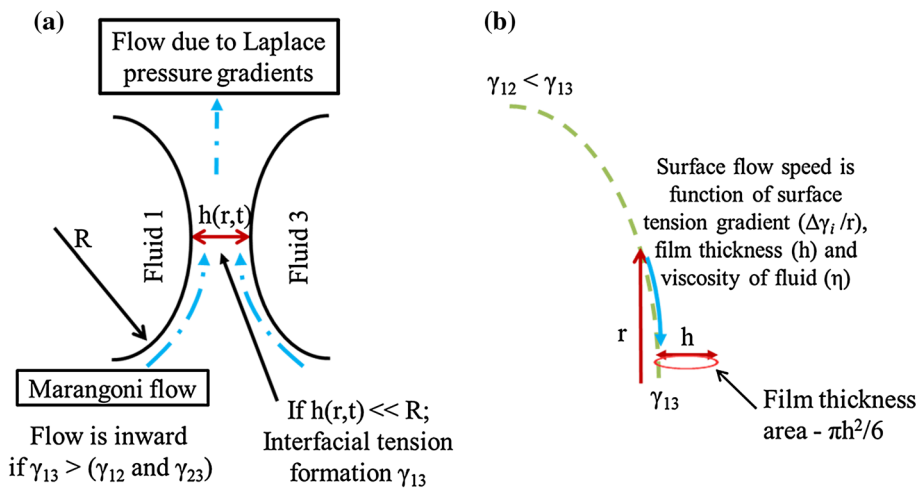 (a)
Flow due to Laplace
pressure gradients
Fluid 1
h(r,t)
Fluid 3
R
Marangoni flow
Flow is inward
if γ13 > (γ12 and γ23)
If h(r,t) << R;
Interfacial tension
formation γ13
(b)
γ12 < γ13
Surface flow speed is
function of surface
tension gradient (Δγi /r),
film thickness (h) and
viscosity of fluid (η)
r
h
γ13
Film thickness
area - πh²/6